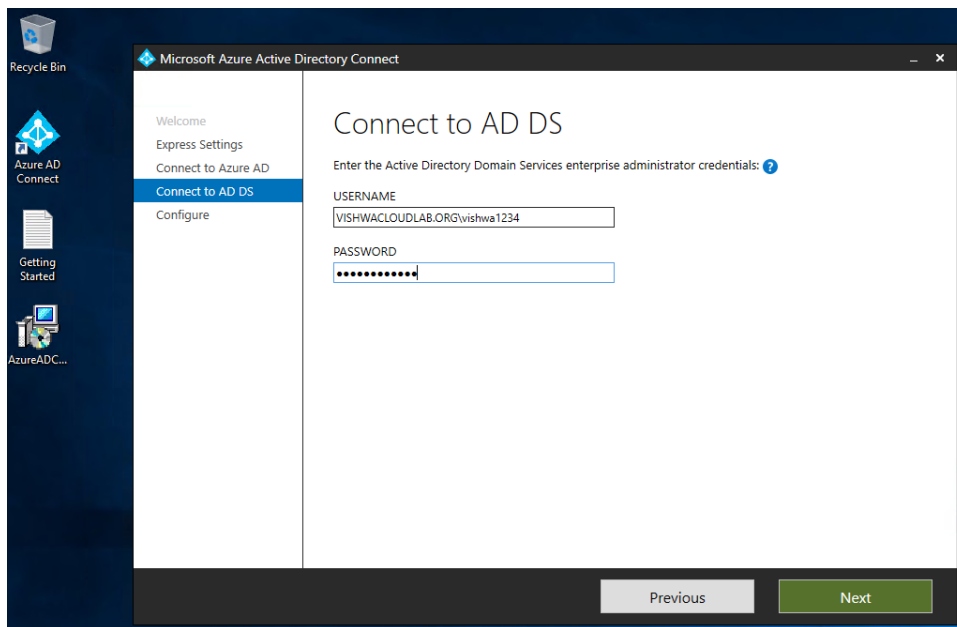 Recycle Bin
Azure AD
Connect
Getting
Started
AzureADC...
Microsoft Azure Active Directory Connect
Welcome
Express Settings
Connect to Azure AD
Connect to AD DS
Configure
Connect to AD DS
Enter the Active Directory Domain Services enterprise administrator credentials: ?
USERNAME
VISHWACLOUDLAB.ORG\vishwa1234
PASSWORD
••••••••••••
Previous
Next